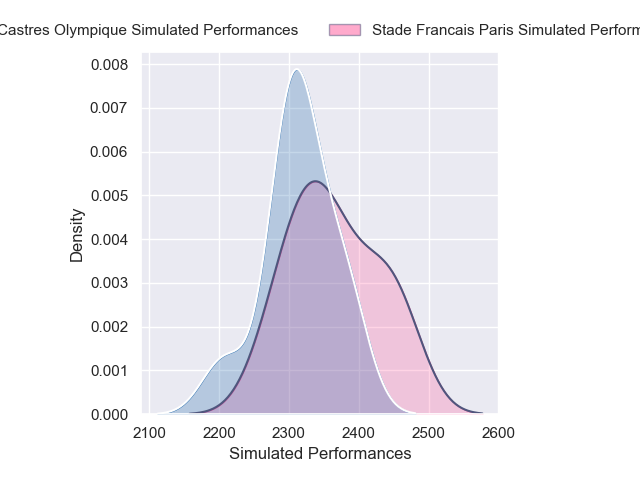 Castres Olympique Simulated Performances Stade Francais Paris Simulated Perform
0.008
0.007
0.006
0.005
0.004
0.003
0.002
0.001
0.000
Density
2100 2200 2300 2400 2500 2600
Simulated Performances